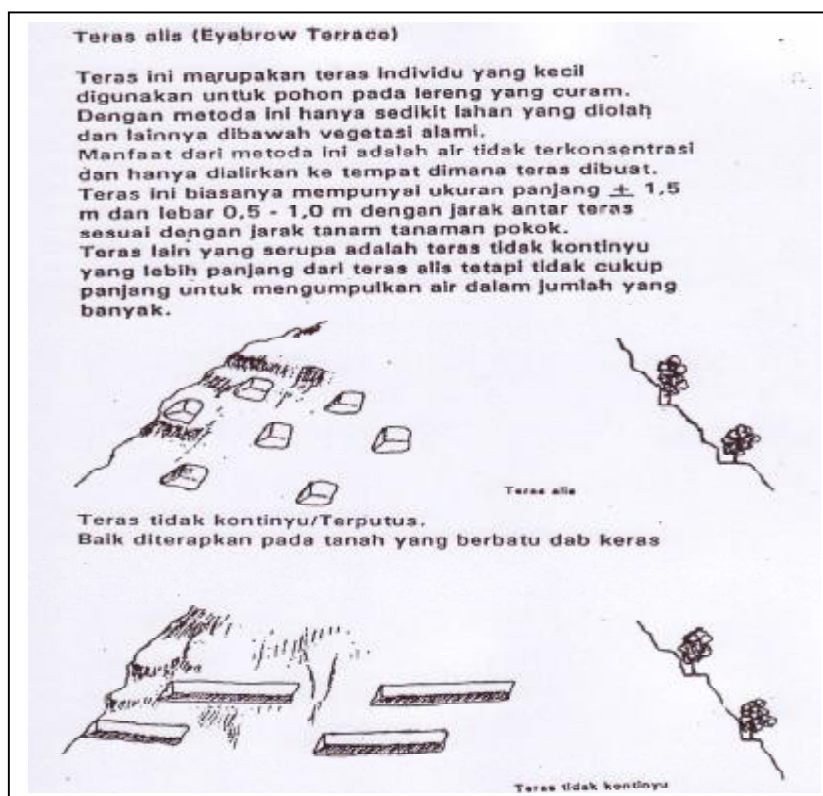 Teras alis (Eyebrow Terrace)
Teras ini merupakan teras individu yang kecil
digunakan untuk pohon pada lereng yang curam.
Dengan metoda ini hanya sedikit lahan yang diolah
dan lainnya dibawah vegetasi alami.
Manfaat dari metoda ini adalah air tidak terkonsentrasi
dan hanya dialirkan ke tempat dimana teras dibuat.
Teras ini biasanya mempunyai ukuran panjang ± 1,5
m dan lebar 0,5 - 1,0 m dengan jarak antar teras
sesuai dengan jarak tanam tanaman pokok.
Teras lain yang serupa adalah teras tidak kontinyu
yang lebih panjang dari teras alis tetapi tidak cukup
panjang untuk mengumpulkan air dalam jumlah yang
banyak.
Teras alis
Teras tidak kontinyu/Terputus.
Baik diterapkan pada tanah yang berbatu dab keras
Teras tidak kontinyu